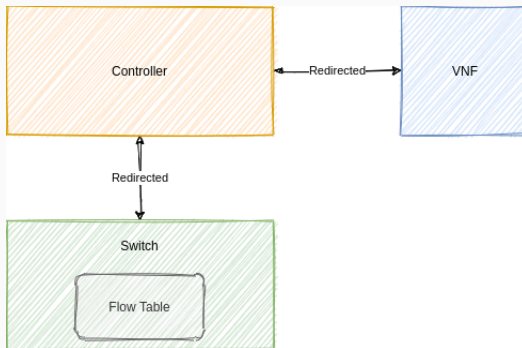 Controller
Redirected
VNF
Redirected
Switch
Flow Table